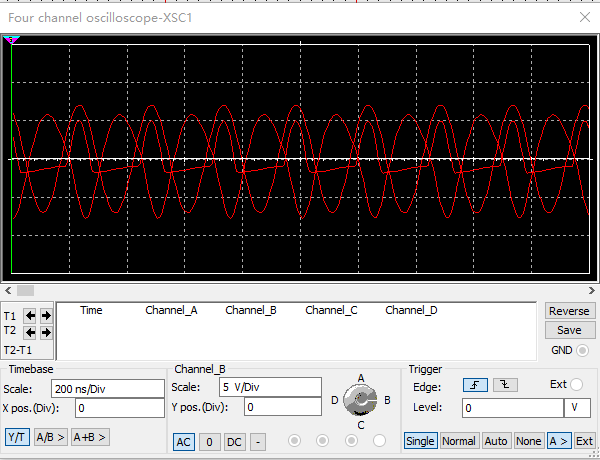 Four channel oscilloscope-XSC1
T1
T2
T2-T1
Time Channel_A Channel_B Channel_C Channel_D
Reverse
Save
GND
Timebase
Scale: 200 ns/Div
X pos.(Div): 0
Y/T A/B > A+B >
Channel_B
Scale: 5 V/Div
Y pos.(Div): 0
AC 0 DC -
A
B
C
D
Trigger
Edge: Ext
Level: 0 V
Single Normal Auto None A > Ext